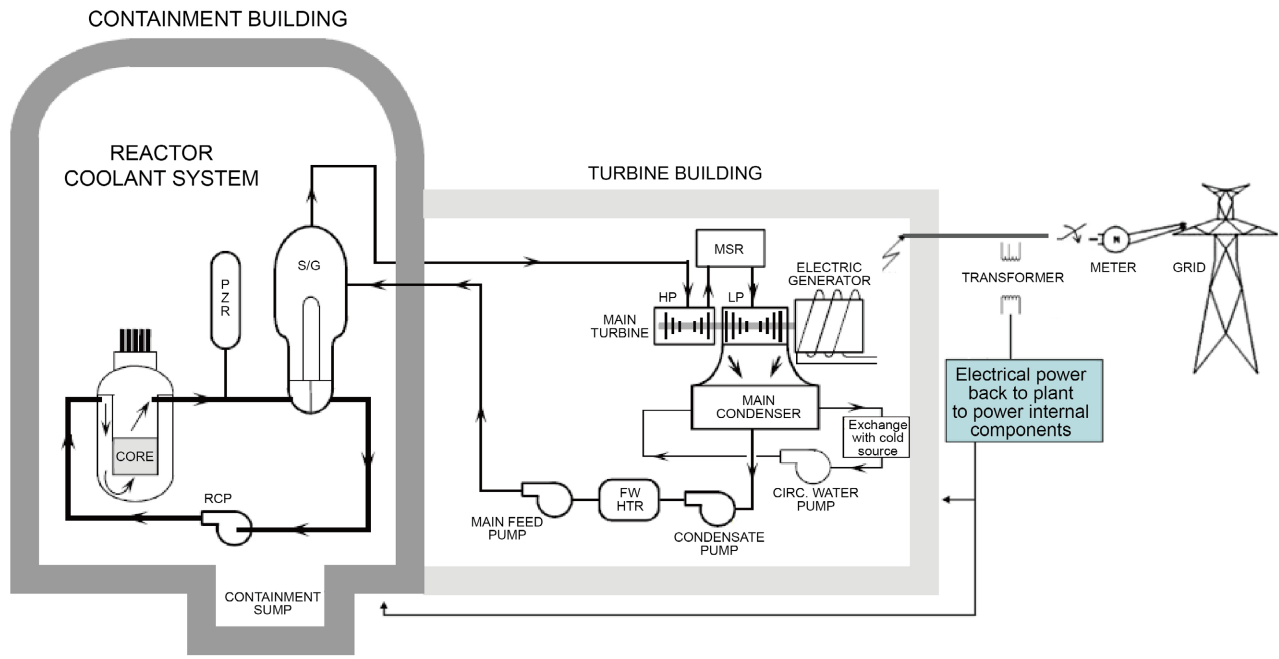 CONTAINMENT BUILDING
REACTOR
COOLANT SYSTEM
TURBINE BUILDING
S/G
P
Z
R
CORE
RCP
CONTAINMENT
SUMP
MSR
HP
LP
MAIN
TURBINE
ELECTRIC
GENERATOR
MAIN
CONDENSER
Exchange
with cold
source
CIRC. WATER
PUMP
FW
HTR
MAIN FEED
PUMP
CONDENSATE
PUMP
TRANSFORMER
M
METER
GRID
Electrical power
back to plant
to power internal
components